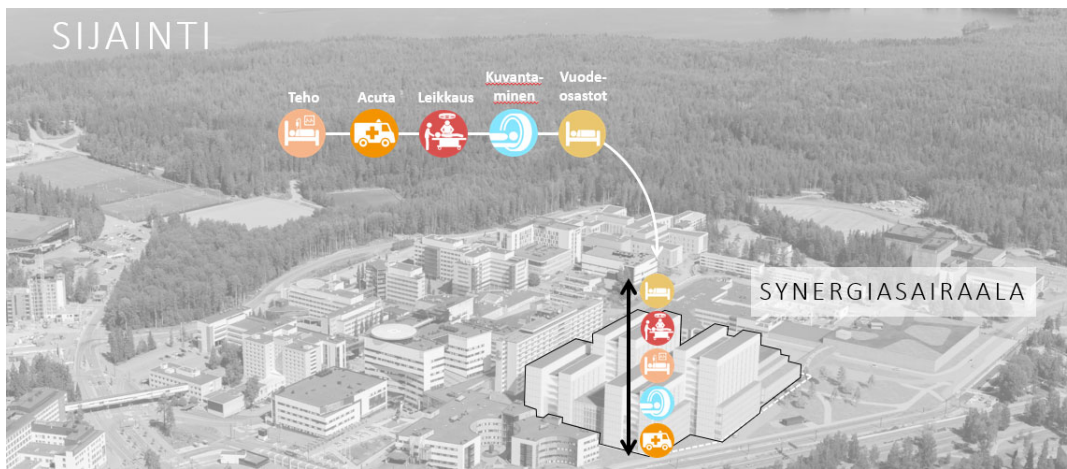 SIJAINTI
Teho
Acuta
Leikkaus
Kuvanta-
minen
Vuode-
osastot
SYNERGIASAIRAALA